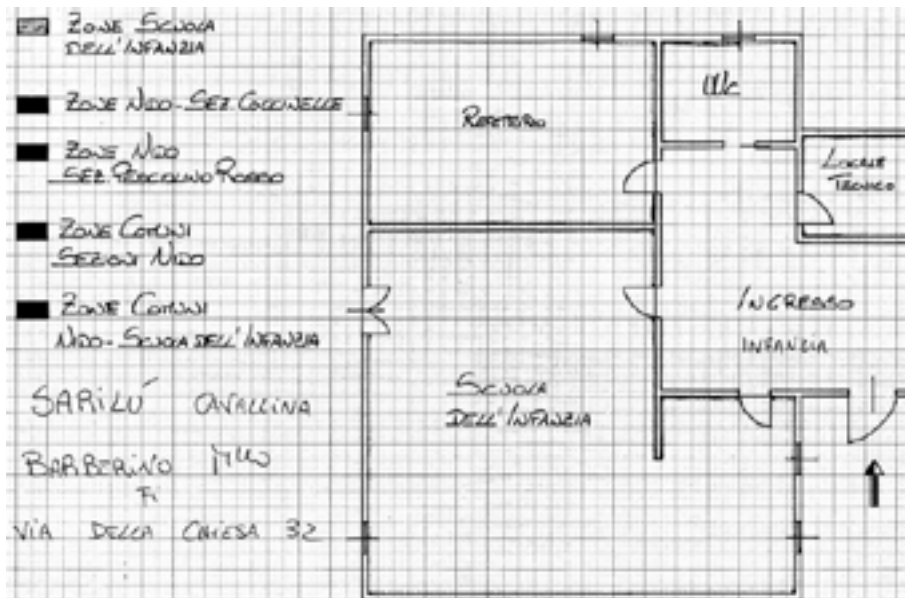 ZONE SCUOLA
DELL'INFANZIA
ZONE NIDO - SEZ. COCCINELLE
ZONE NIDO
SEZ. PESCIOLINO ROSSO
ZONE COMUNI
SEZIONI NIDO
ZONE COMUNI
NIDO - SCUOLA DELL'INFANZIA
SARILÚ CAVALLINA
BARBERINO
FI
VIA DELLA CHIESA 32
REFETTORIO
WC
LOCALE
TECNICO
INGRESSO
INFANZIA
SCUOLA
DELL'INFANZIA